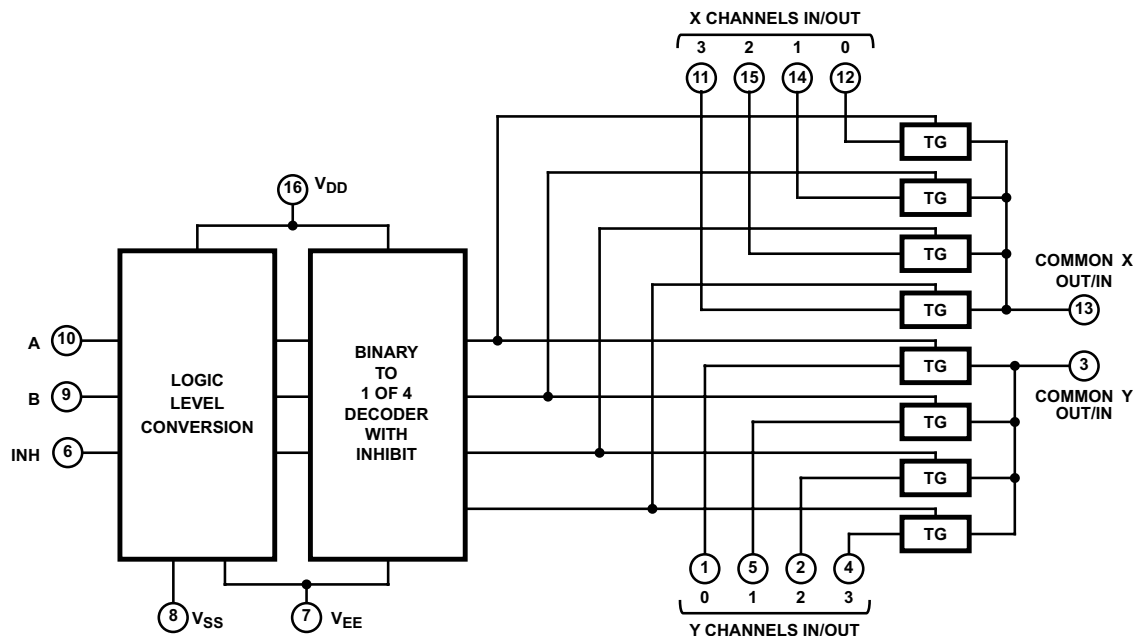 X CHANNELS IN/OUT
3 2 1 0
11 15 14 12
TG
16 VDD
TG
TG
COMMON X
OUT/IN
TG
13
A 10
BINARY
TO
1 OF 4
DECODER
WITH
INHIBIT
LOGIC
LEVEL
CONVERSION
TG
3
COMMON Y
OUT/IN
B 9
TG
INH 6
TG
TG
1 5 2 4
0 1 2 3
Y CHANNELS IN/OUT
8 VSS
7 VEE